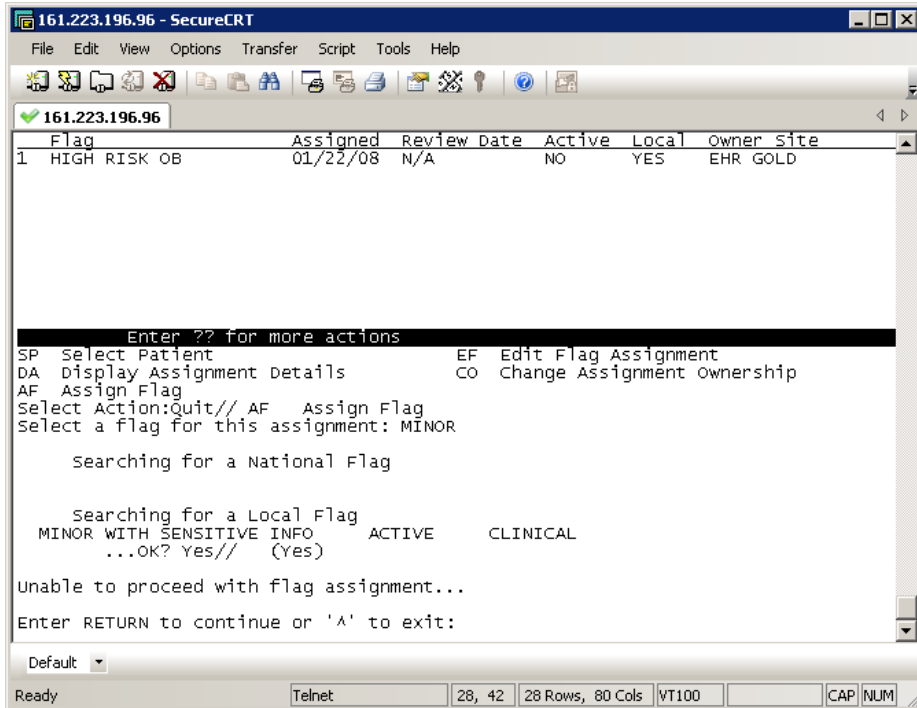 161.223.196.96 - SecureCRT
File Edit View Options Transfer Script Tools Help
161.223.196.96
Flag Assigned Review Date Active Local Owner Site
1 HIGH RISK OB 01/22/08 N/A NO YES EHR GOLD
Enter ?? for more actions
SP Select Patient EF Edit Flag Assignment
DA Display Assignment Details CO Change Assignment Ownership
AF Assign Flag
Select Action:Quit// AF Assign Flag
Select a flag for this assignment: MINOR
Searching for a National Flag
Searching for a Local Flag
MINOR WITH SENSITIVE INFO ACTIVE CLINICAL
...OK? Yes// (Yes)
Unable to proceed with flag assignment...
Enter RETURN to continue or '^' to exit:
Default
Ready Telnet 28, 42 28 Rows, 80 Cols VT100 CAP NUM